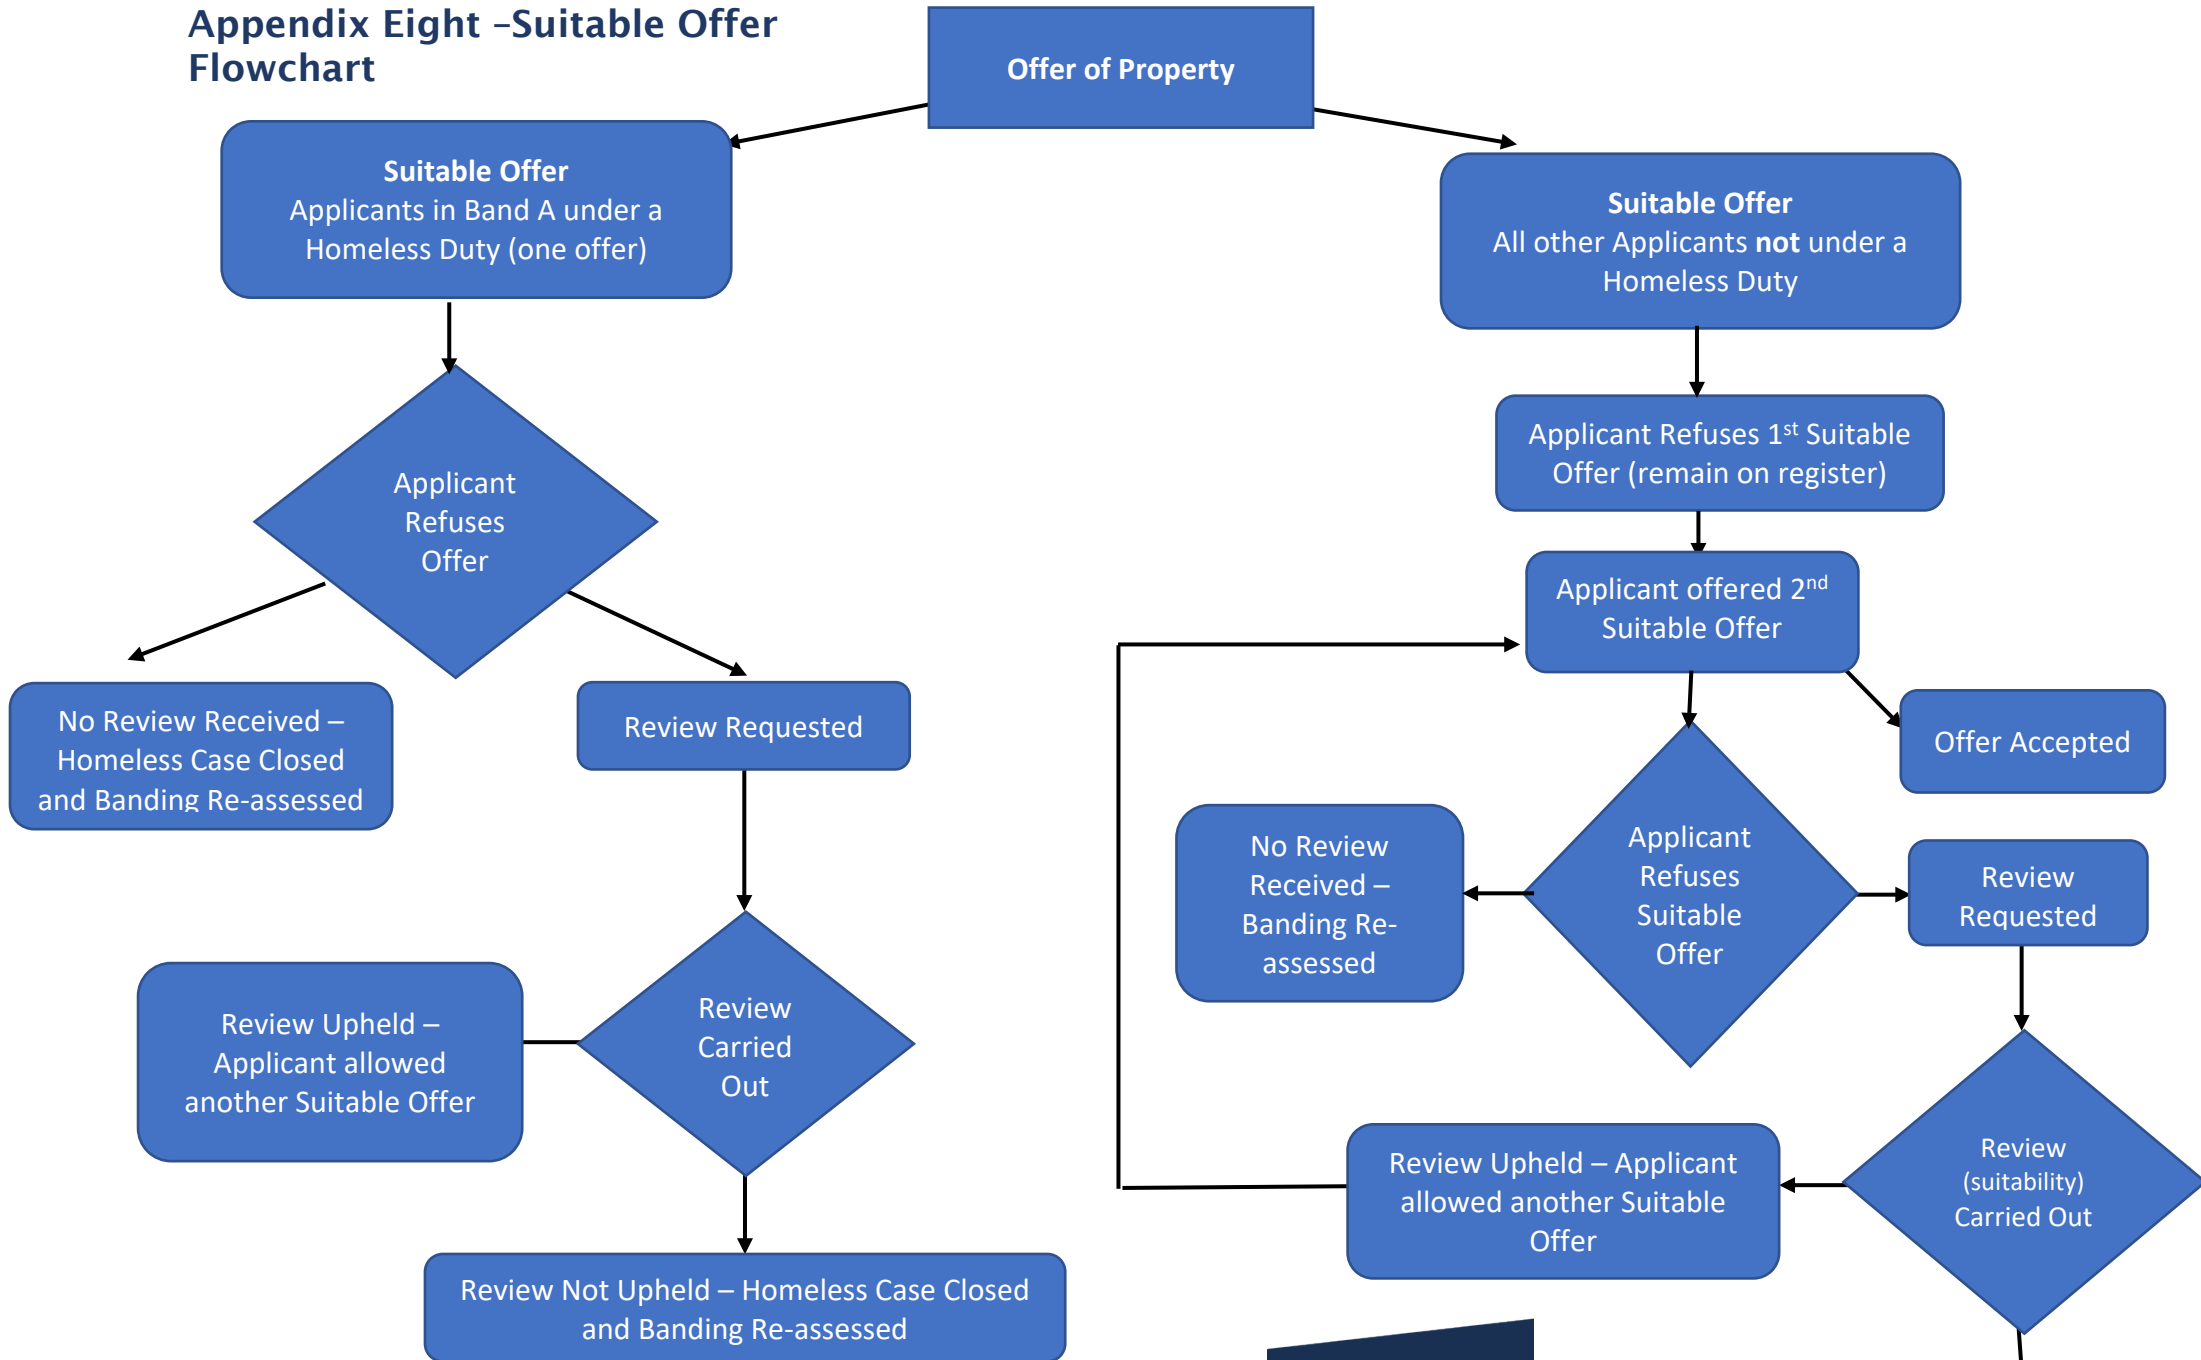 Appendix Eight –Suitable Offer
Flowchart
Offer of Property
Suitable Offer
Applicants in Band A under a
Homeless Duty (one offer)
Applicant
Refuses
Offer
No Review Received –
Homeless Case Closed
and Banding Re-assessed
Review Requested
Review
Carried
Out
Review Upheld –
Applicant allowed
another Suitable Offer
Review Not Upheld – Homeless Case Closed
and Banding Re-assessed
Suitable Offer
All other Applicants not under a
Homeless Duty
Applicant Refuses 1st Suitable
Offer (remain on register)
Applicant offered 2nd
Suitable Offer
Offer Accepted
Applicant
Refuses
Suitable
Offer
No Review
Received –
Banding Re-
assessed
Review
Requested
Review
(suitability)
Carried Out
Review Upheld – Applicant
allowed another Suitable
Offer